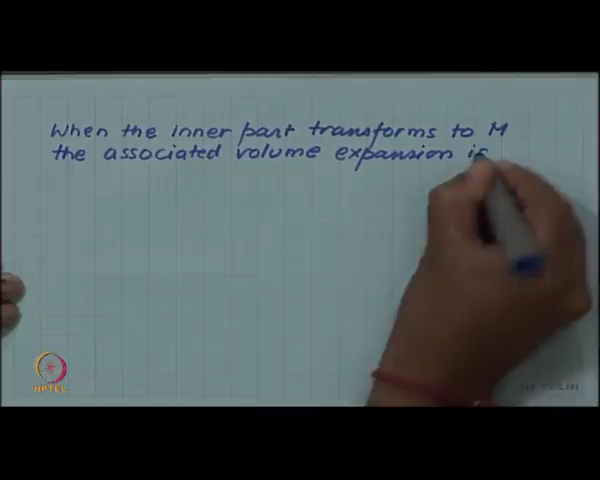 When the inner part transforms to M
the associated volume expansion is
NPTEL